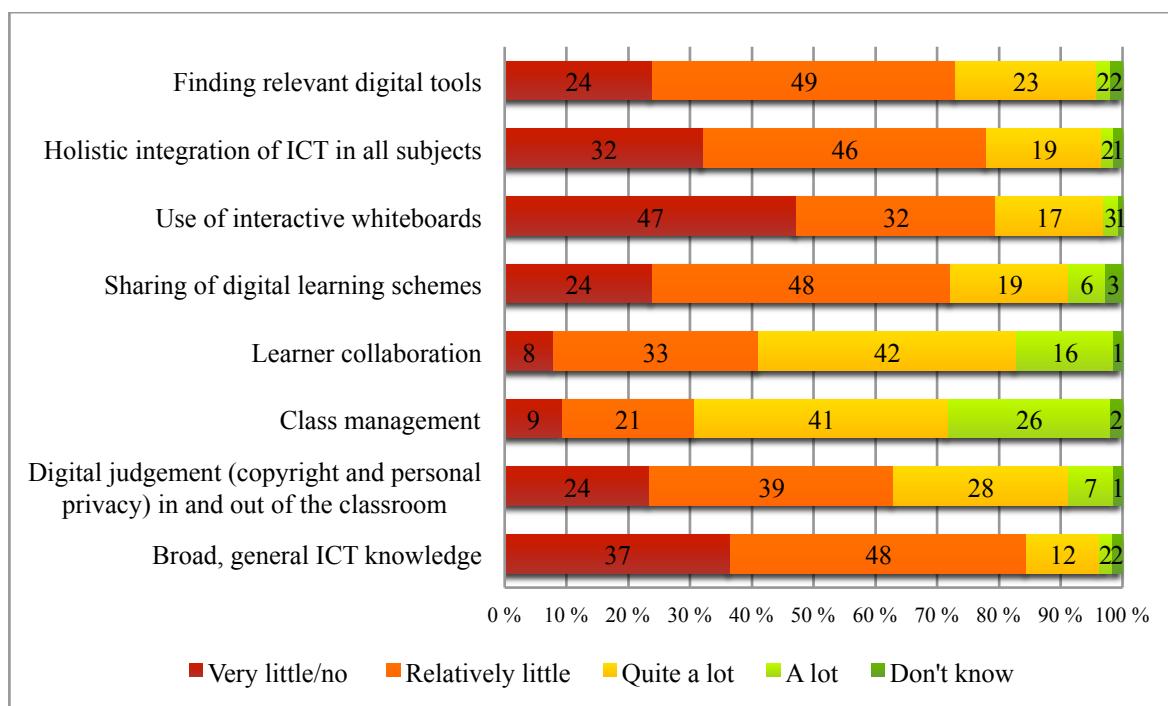 Finding relevant digital tools 24 49 23 2 2
Holistic integration of ICT in all subjects 32 46 19 2 1
Use of interactive whiteboards 47 32 17 3 1
Sharing of digital learning schemes 24 48 19 6 3
Learner collaboration 8 33 42 16 1
Class management 9 21 41 26 2
Digital judgement (copyright and personal
privacy) in and out of the classroom 24 39 28 7 1
Broad, general ICT knowledge 37 48 12 2 2
0 % 10 % 20 % 30 % 40 % 50 % 60 % 70 % 80 % 90 % 100 %
Very little/no Relatively little Quite a lot A lot Don't know